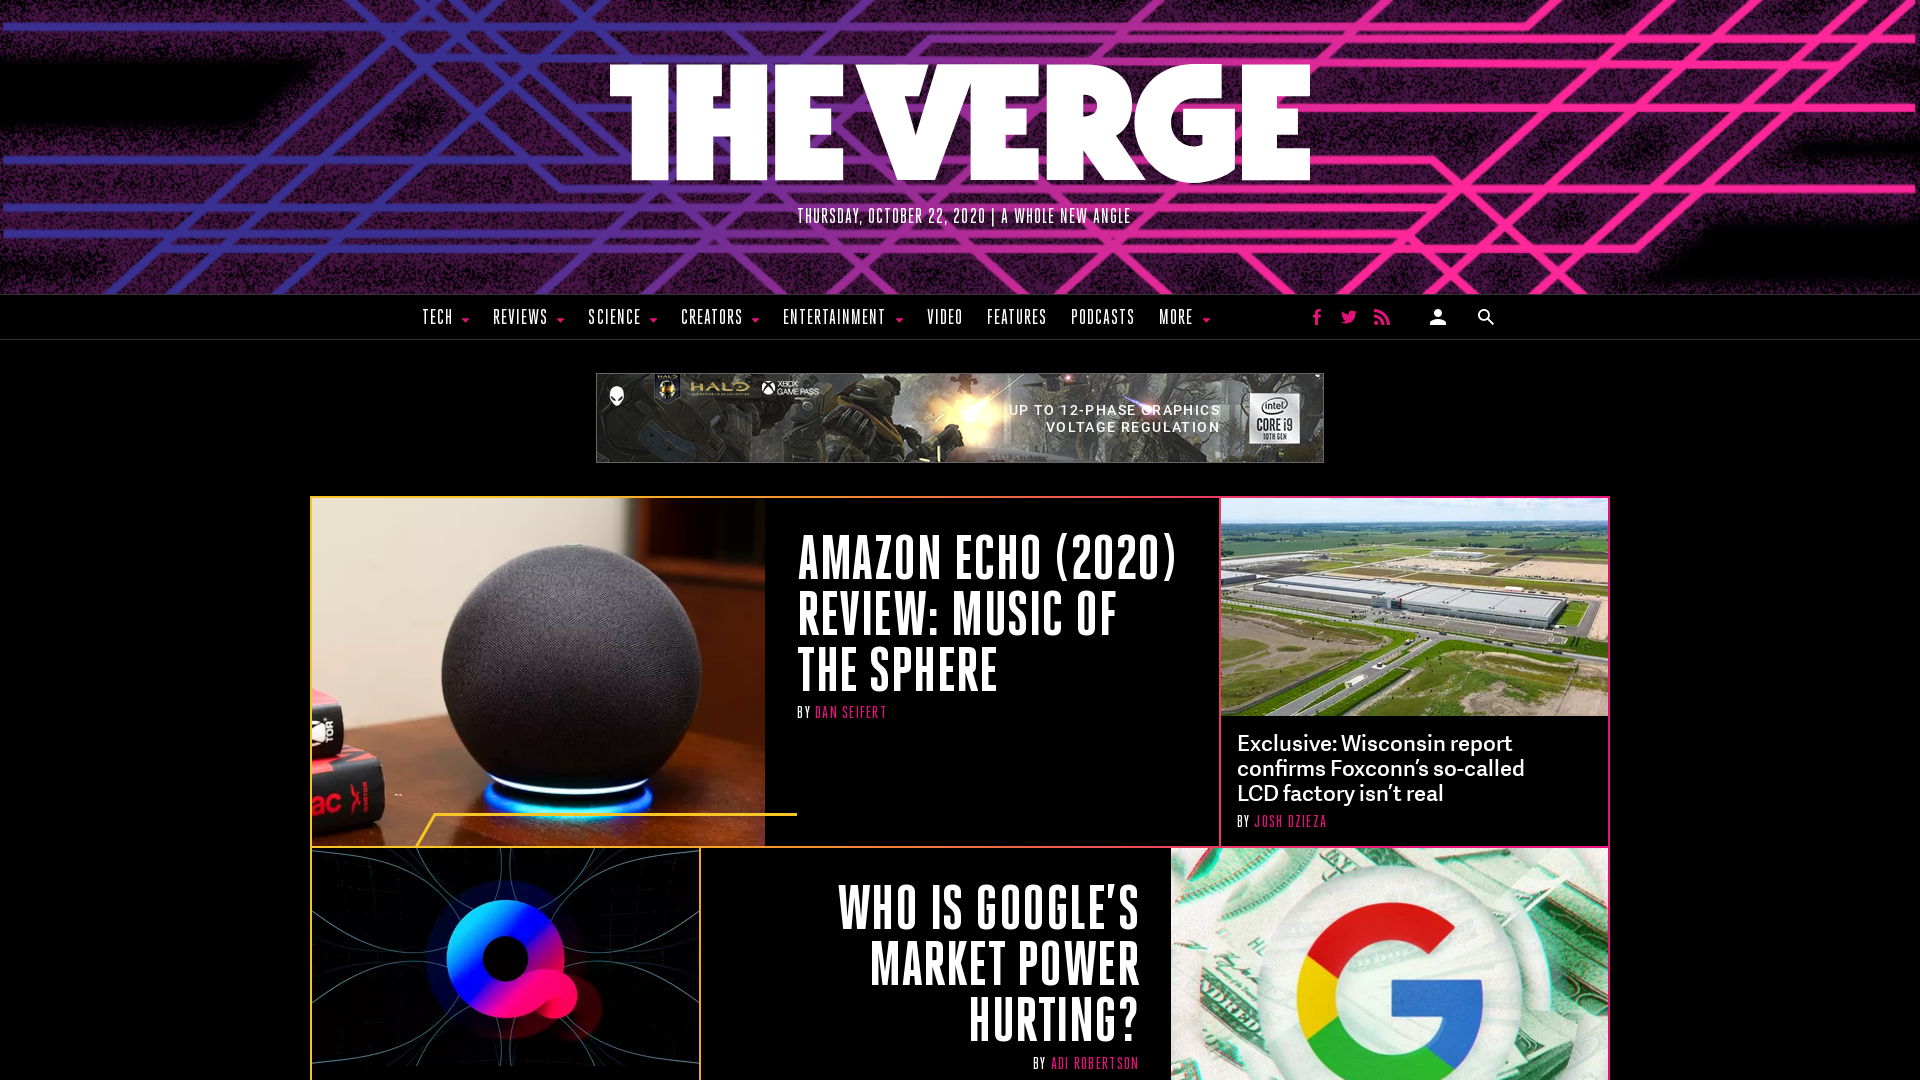 THE VERGE
THURSDAY, OCTOBER 22, 2020 | A WHOLE NEW ANGLE
TECH REVIEWS SCIENCE CREATORS ENTERTAINMENT VIDEO FEATURES PODCASTS MORE
HALO
XBOX
GAME PASS
UP TO 12-PHASE GRAPHICS
VOLTAGE REGULATION
intel
CORE i9
10TH GEN
AMAZON ECHO (2020)
REVIEW: MUSIC OF
THE SPHERE
BY DAN SEIFERT
TOR
ac
NORTON
Exclusive: Wisconsin report
confirms Foxconn’s so-called
LCD factory isn’t real
BY JOSH DZIEZA
WHO IS GOOGLE’S
MARKET POWER
HURTING?
BY ADI ROBERTSON